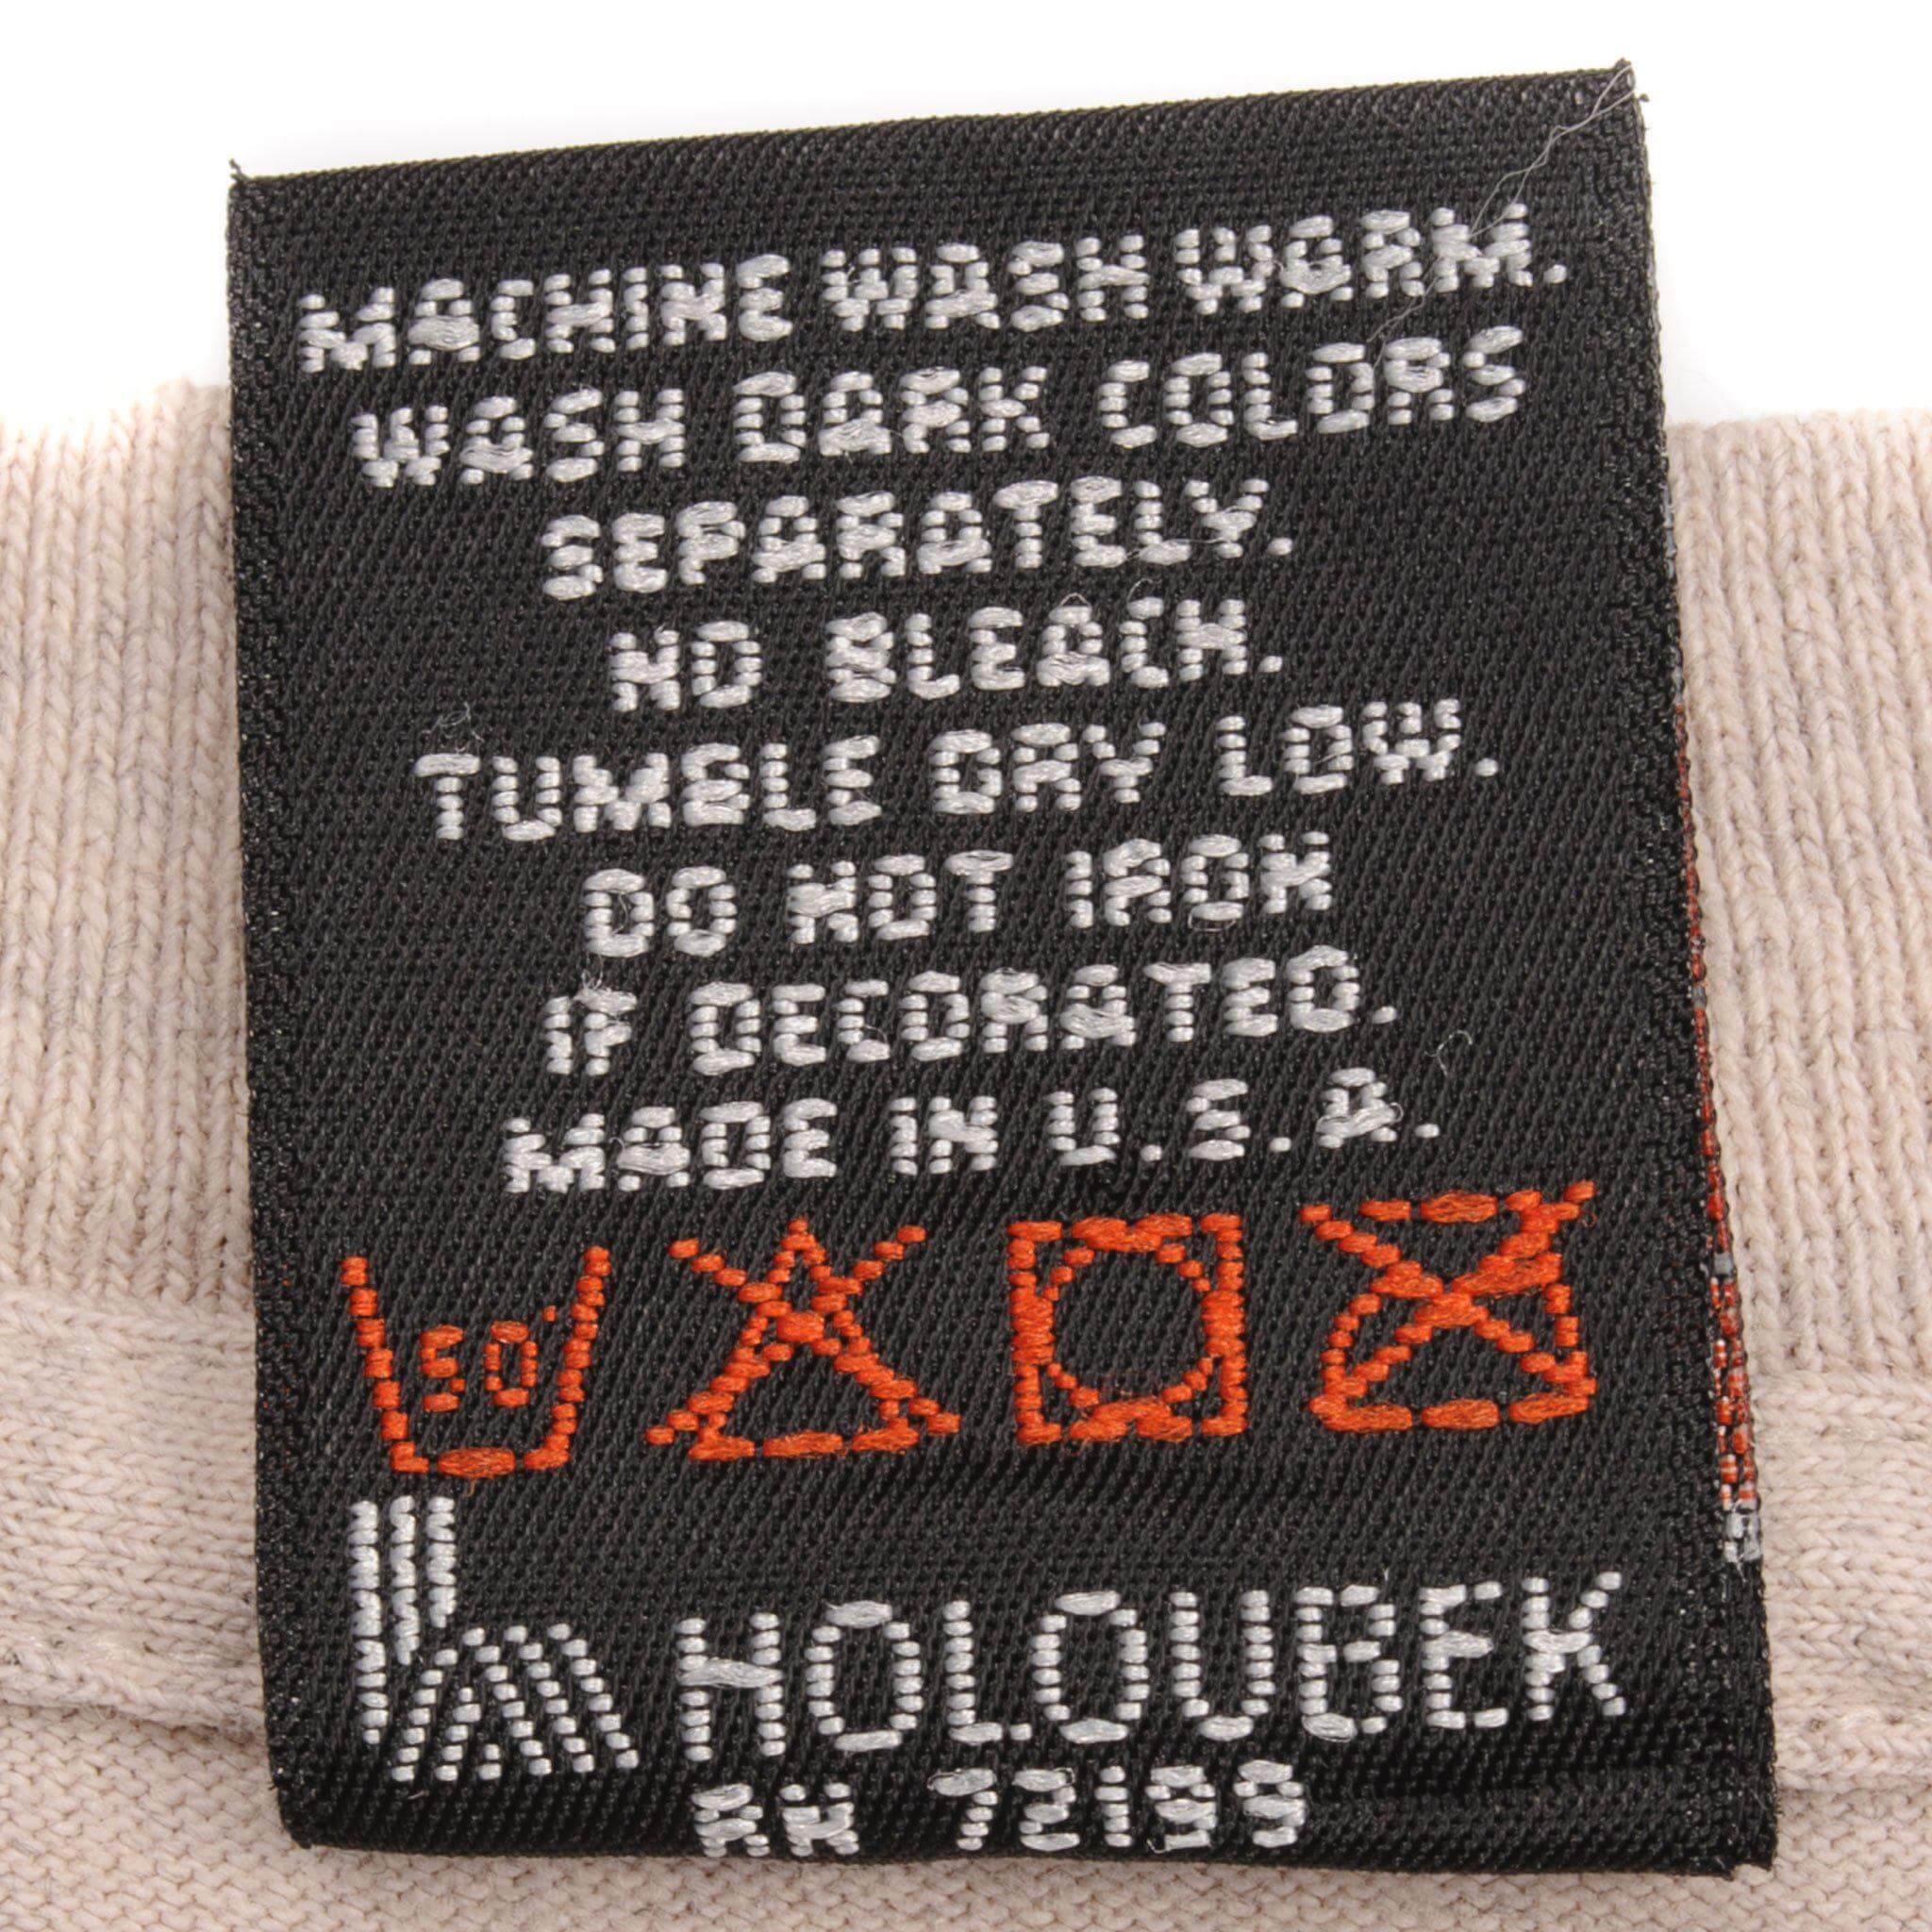 MACHINE WASH WARM.
WASH DARK COLORS
SEPARATELY.
NO BLEACH.
TUMBLE DRY LOW.
DO NOT IRON
IF DECORATED.
MADE IN U.S.A.
50°
HOLOUBEK
RN 72199